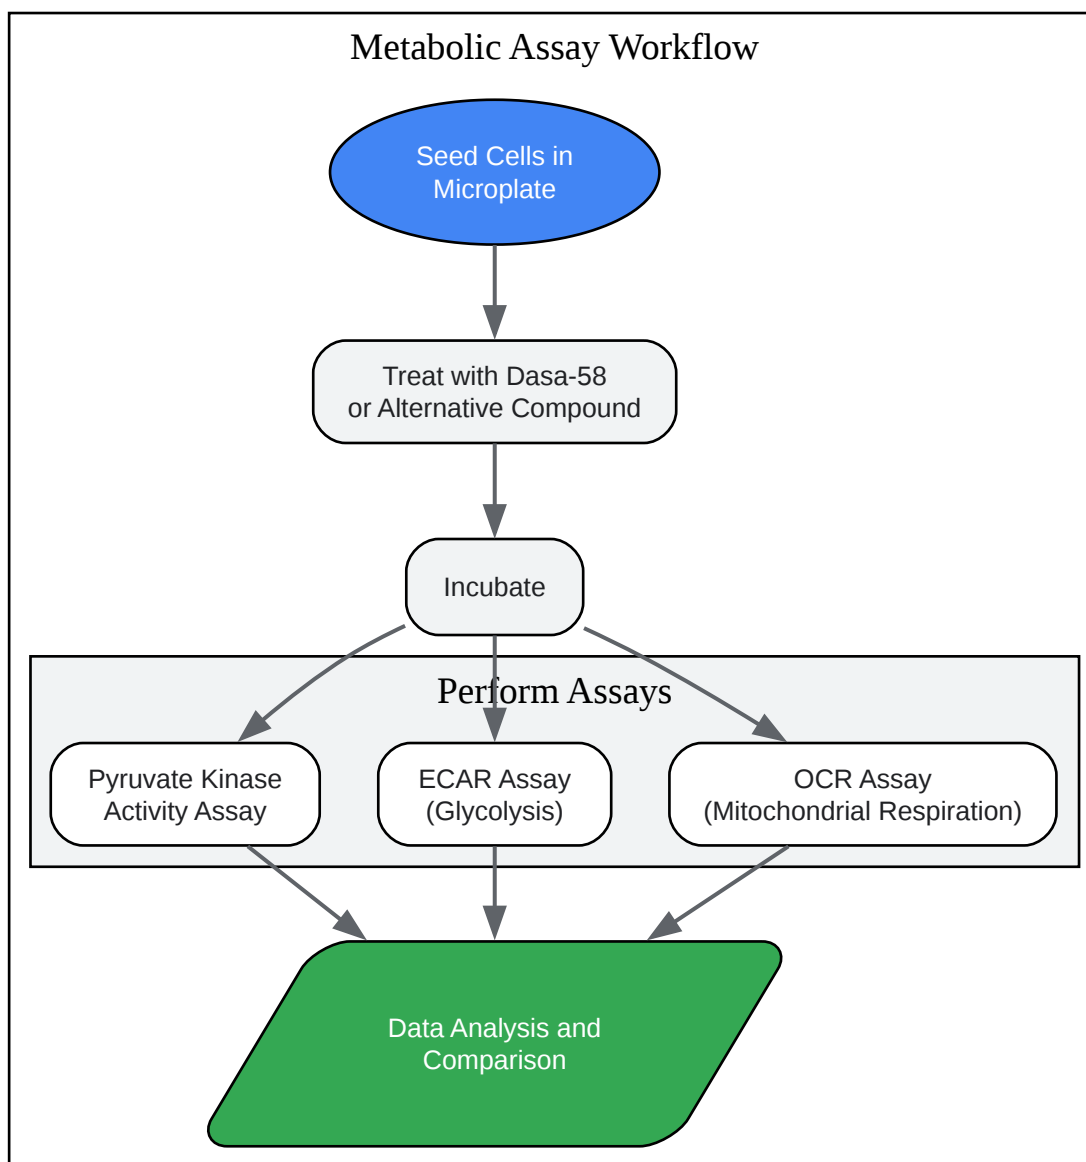 Metabolic Assay Workflow
Seed Cells in
Microplate
Treat with Dasa-58
or Alternative Compound
Incubate
Perform Assays
Pyruvate Kinase
Activity Assay
ECAR Assay
(Glycolysis)
OCR Assay
(Mitochondrial Respiration)
Data Analysis and
Comparison